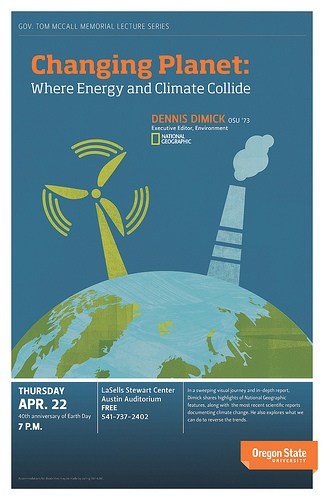 GOV. TOM MCCALL MEMORIAL LECTURE SERIES
Changing Planet:
Where Energy and Climate Collide
DENNIS DIMICK OSU '73
Executive Editor, Environment
NATIONAL
GEOGRAPHIC
THURSDAY
APR. 22
40th anniversary of Earth Day
7 P.M.
LaSells Stewart Center
Austin Auditorium
FREE
541-737-2402
In a sweeping visual journey and in-depth report,
Dimick shares highlights of National Geographic
features, along with the most recent scientific reports
documenting climate change. He also explores what we
can do to reverse the trends.
Oregon State
UNIVERSITY